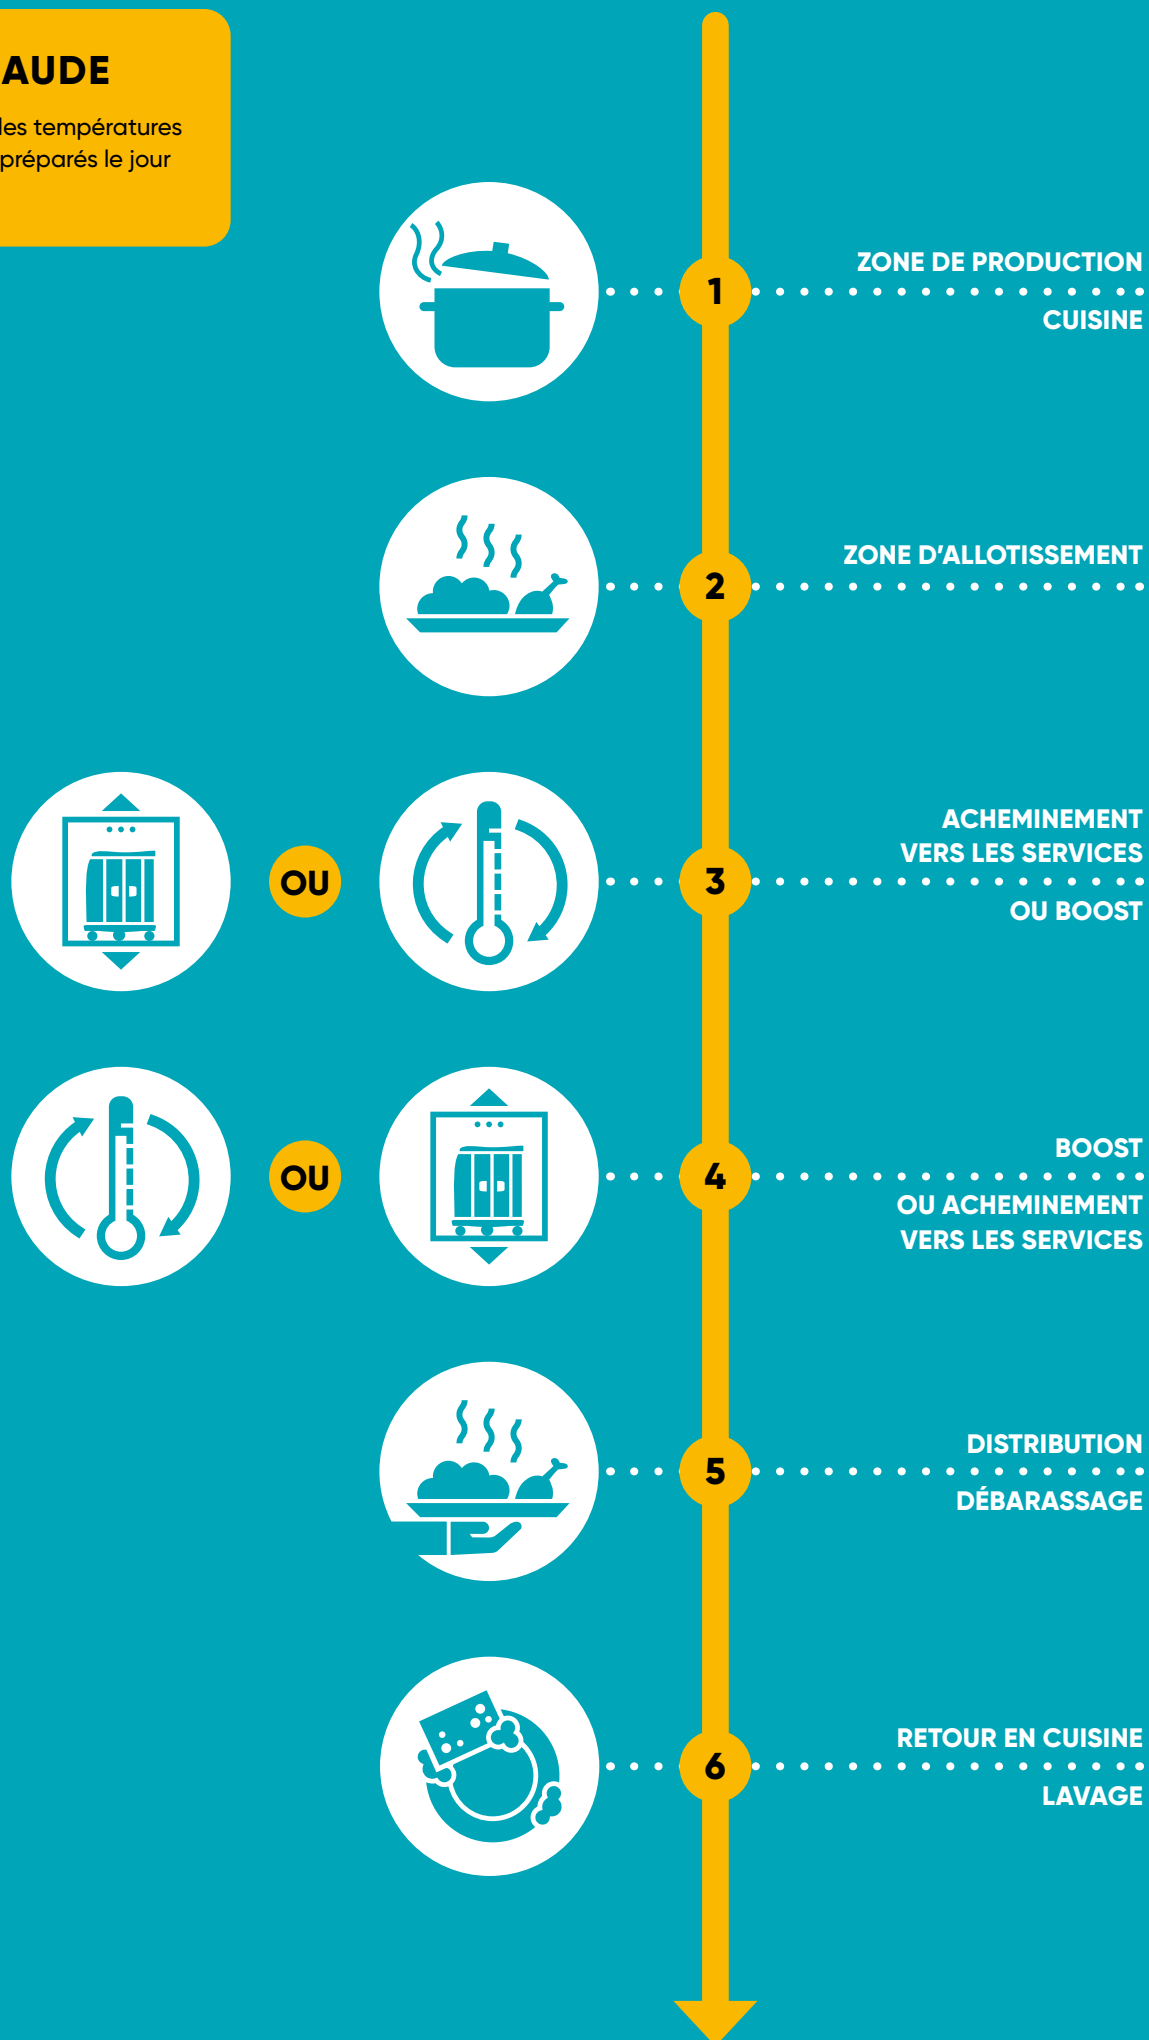 AUDE
des températures
préparés le jour
1
ZONE DE PRODUCTION
CUISINE
2
ZONE D’ALLOTISSEMENT
OU
3
ACHEMINEMENT
VERS LES SERVICES
OU BOOST
OU
4
BOOST
OU ACHEMINEMENT
VERS LES SERVICES
5
DISTRIBUTION
DÉBARASSAGE
6
RETOUR EN CUISINE
LAVAGE